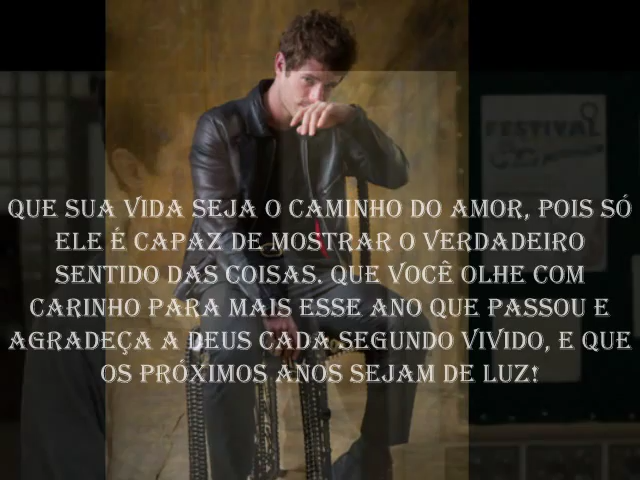 FESTIVAL
QUE SUA VIDA SEJA O CAMINHO DO AMOR, POIS SÓ
ELE É CAPAZ DE MOSTRAR O VERDADEIRO
SENTIDO DAS COISAS. QUE VOCÊ OLHE COM
CARINHO PARA MAIS ESSE ANO QUE PASSOU E
AGRADEÇA A DEUS CADA SEGUNDO VIVIDO, E QUE
OS PRÓXIMOS ANOS SEJAM DE LUZ!